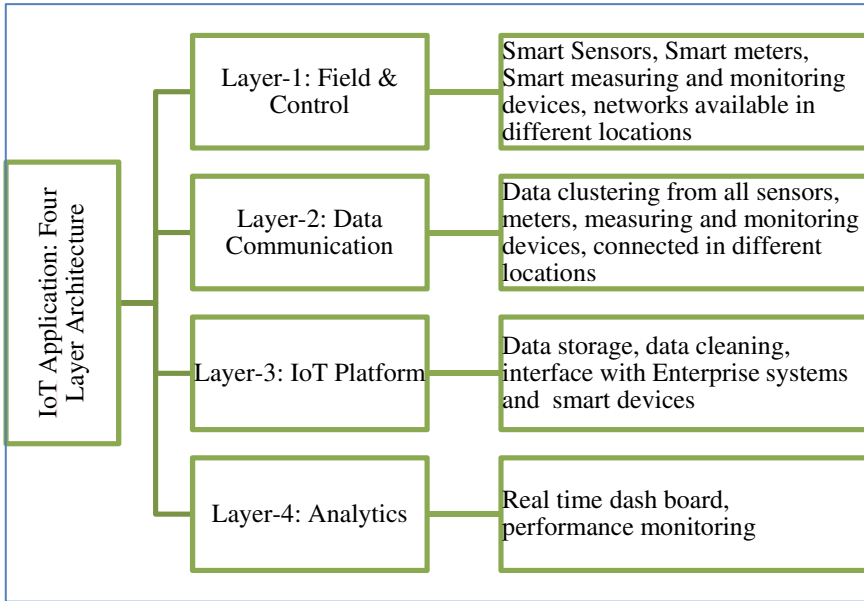 IoT Application: Four
Layer Architecture
Layer-1: Field &
Control
Smart Sensors, Smart meters,
Smart measuring and monitoring
devices, networks available in
different locations
Layer-2: Data
Communication
Data clustering from all sensors,
meters, measuring and monitoring
devices, connected in different
locations
Layer-3: IoT Platform
Data storage, data cleaning,
interface with Enterprise systems
and smart devices
Layer-4: Analytics
Real time dash board,
performance monitoring